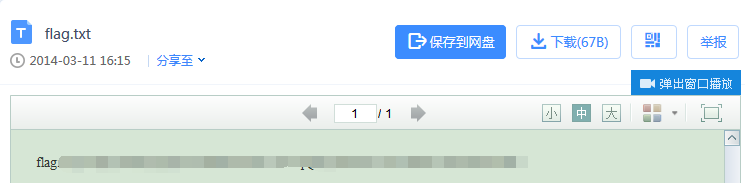 flag.txt
保存到网盘 下载(67B) 举报
2014-03-11 16:15 分享至
弹出窗口播放
1 / 1 小 中 大
flag